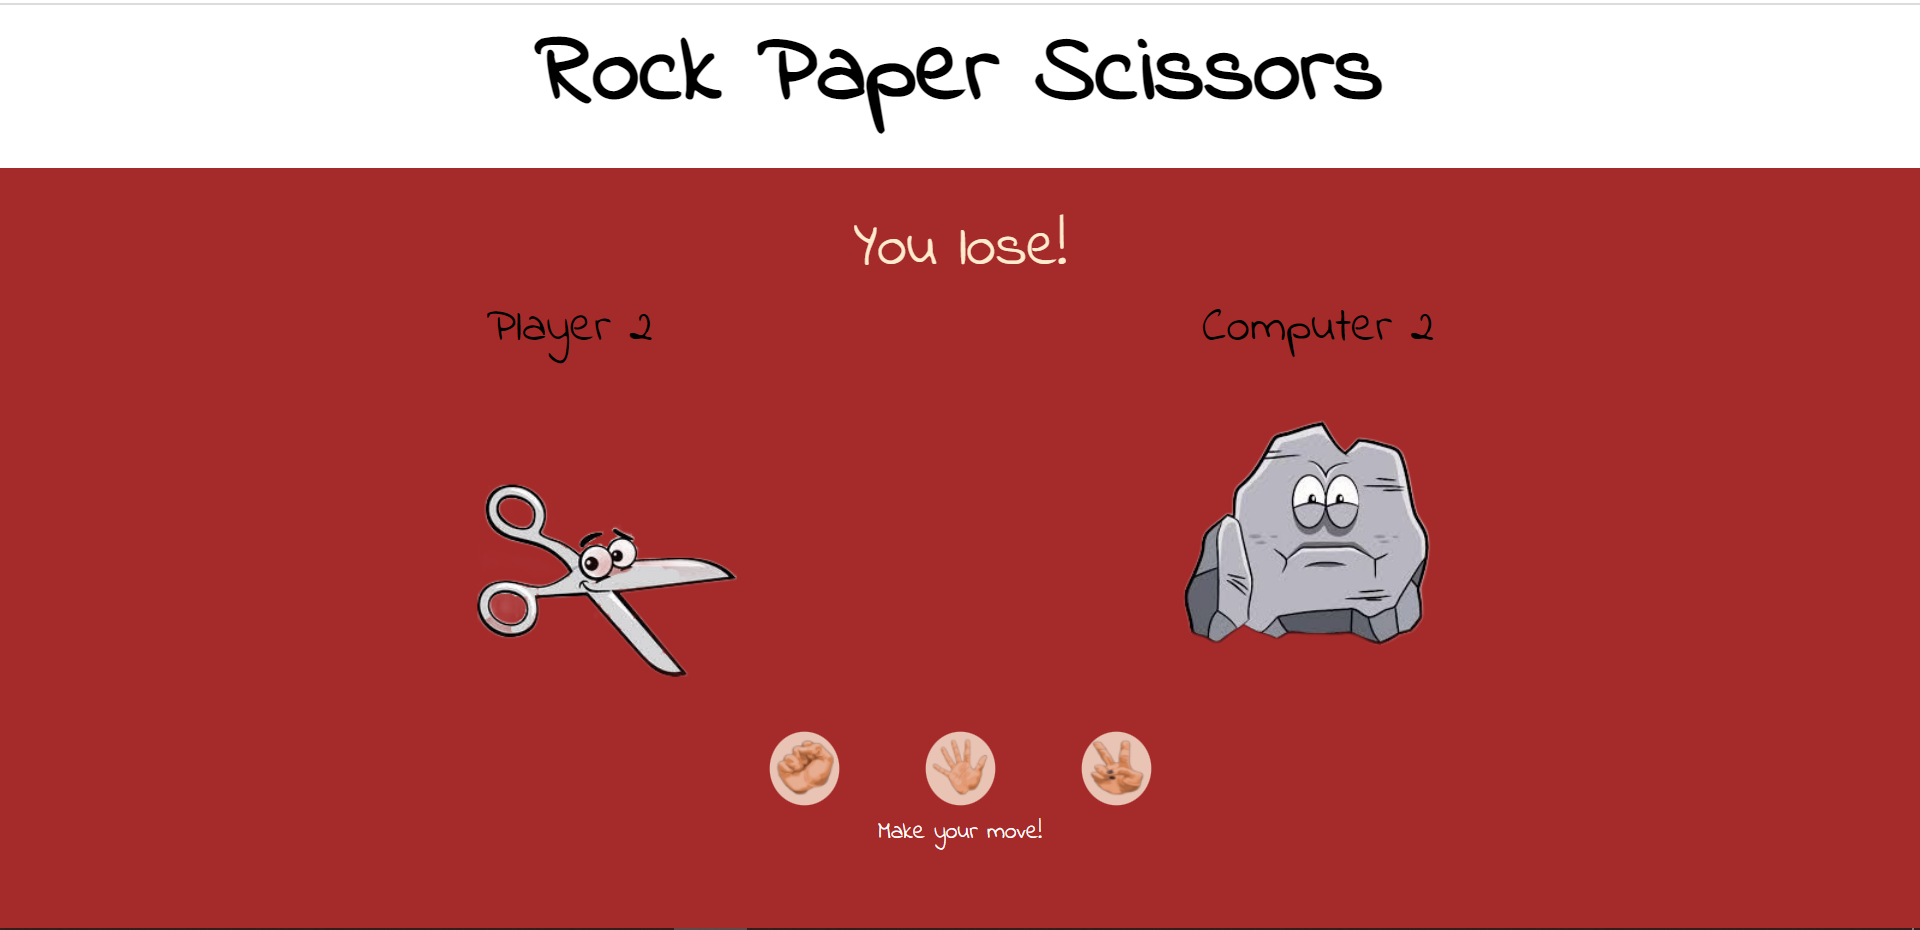 Rock Paper Scissors
You lose!
Player 2
Computer 2
Make your move!